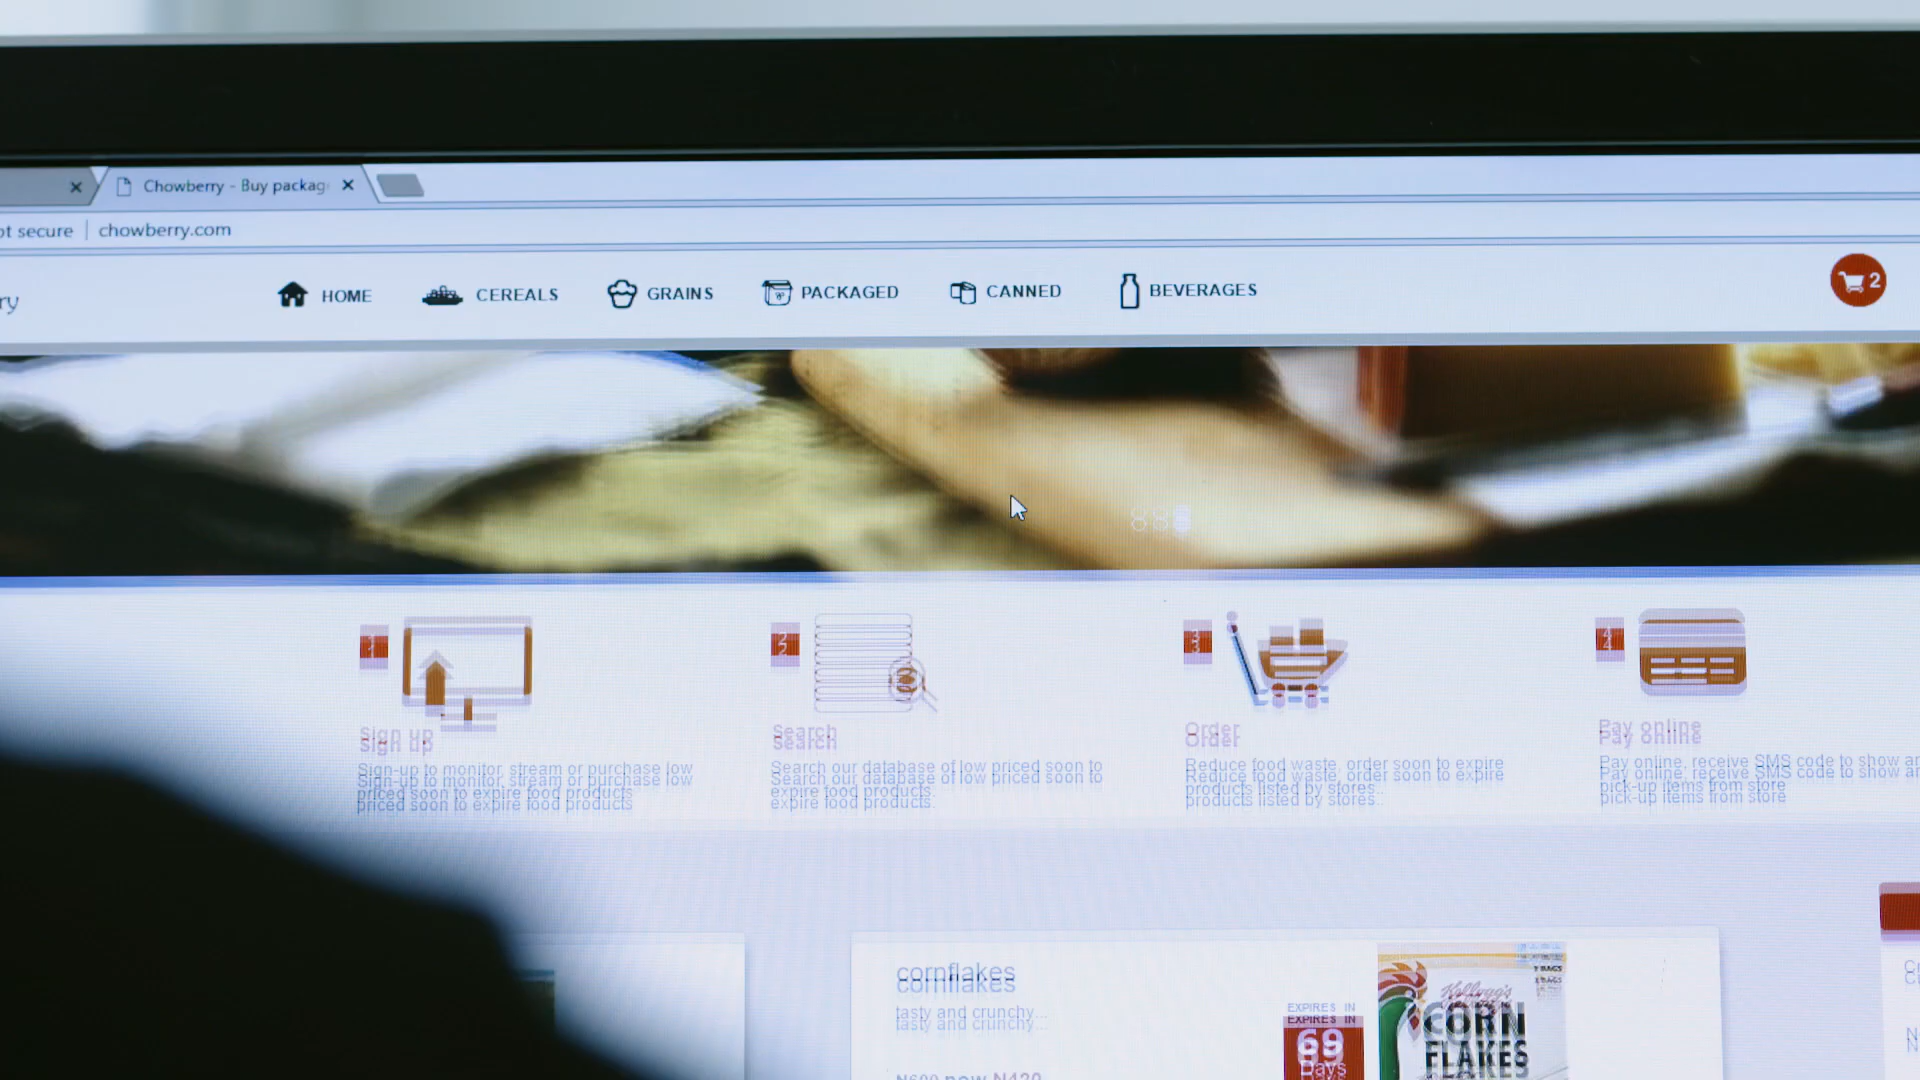 Chowberry - Buy packag
ot secure | chowberry.com
ry
HOME
CEREALS
GRAINS
PACKAGED
CANNED
BEVERAGES
2
1
2
3
4
Sign up
Search
Order
Pay online
Sign-up to monitor, stream or purchase low
priced soon to expire food products
Search our database of low priced soon to
expire food products.
Reduce food waste, order soon to expire
products listed by stores..
Pay online, receive SMS code to show a
pick-up items from store
cornflakes
tasty and crunchy...
N600 now N420
EXPIRES IN
69
Days
Kellogg's
CORN
FLAKES